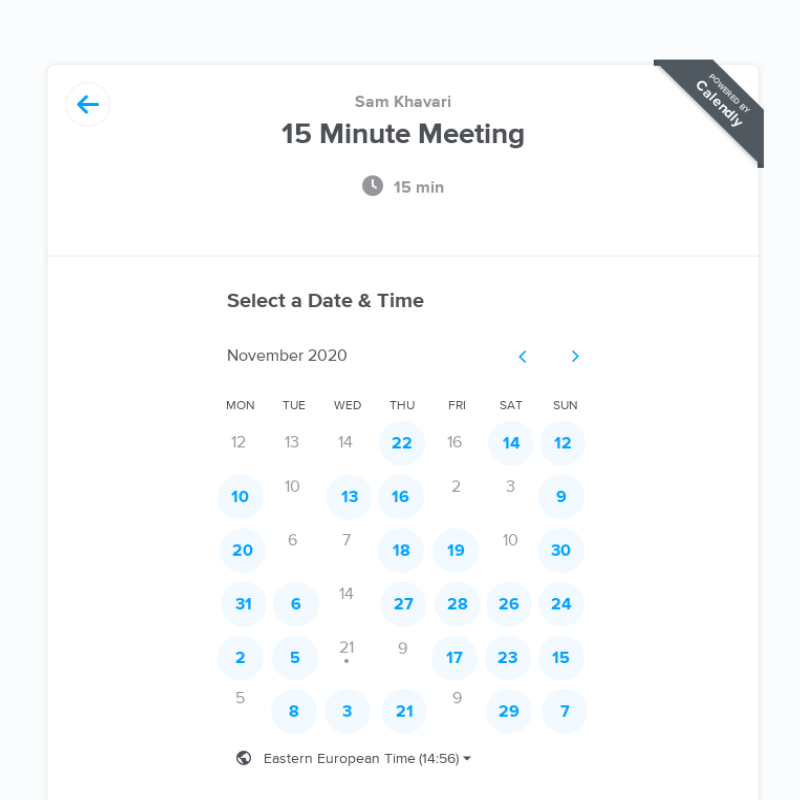 POWERED BY
Calendly
Sam Khavari
15 Minute Meeting
15 min
Select a Date & Time
November 2020
MON TUE WED THU FRI SAT SUN
12 13 14 22 16 14 12
10 10 13 16 2 3 9
20 6 7 18 19 10 30
31 6 14 27 28 26 24
2 5 21 9 17 23 15
5 8 3 21 9 29 7
Eastern European Time (14:56)